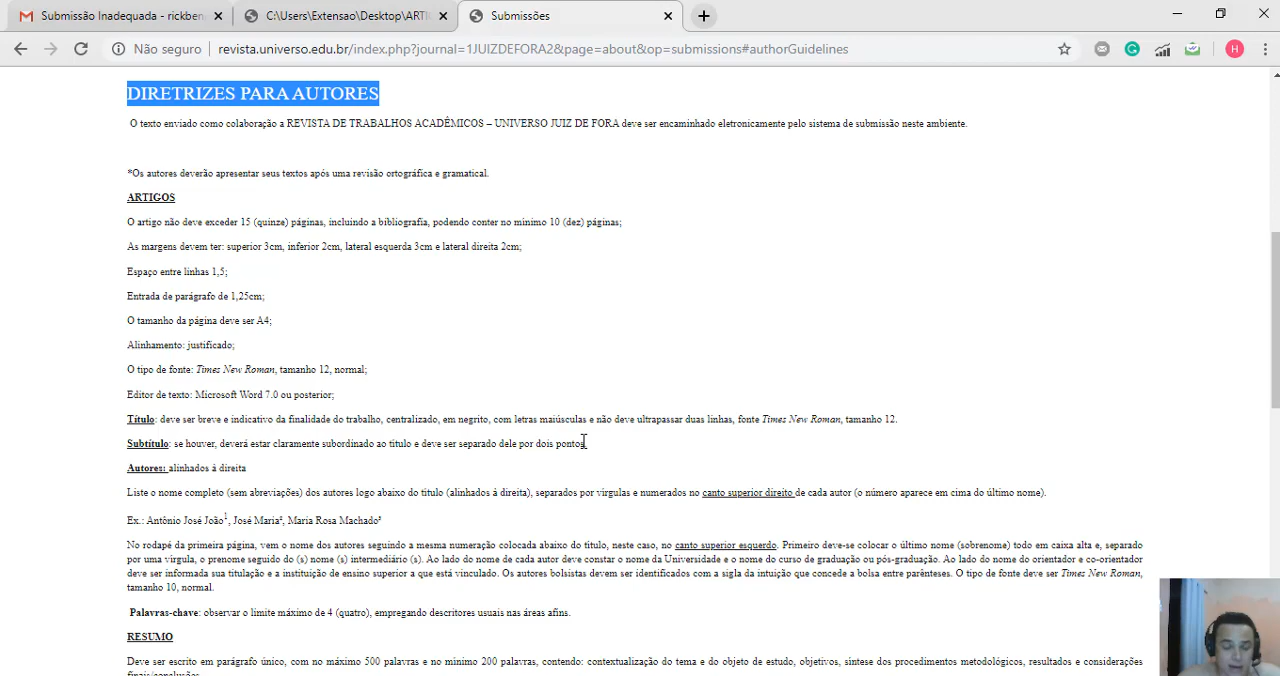 Submissão Inadequada - rickben
C:\Users\Extensao\Desktop\ARTI
Submissões
Não seguro
revista.universo.edu.br/index.php?journal=1JUIZDEFORA2&page=about&op=submissions#authorGuidelines
H
DIRETRIZES PARA AUTORES
O texto enviado como colaboração a REVISTA DE TRABALHOS ACADÊMICOS – UNIVERSO JUIZ DE FORA deve ser encaminhado eletronicamente pelo sistema de submissão neste ambiente.
*Os autores deverão apresentar seus textos após uma revisão ortográfica e gramatical.
ARTIGOS
O artigo não deve exceder 15 (quinze) páginas, incluindo a bibliografia, podendo conter no mínimo 10 (dez) páginas;
As margens devem ter: superior 3cm, inferior 2cm, lateral esquerda 3cm e lateral direita 2cm;
Espaço entre linhas 1,5;
Entrada de parágrafo de 1,25cm;
O tamanho da página deve ser A4;
Alinhamento: justificado;
O tipo de fonte: Times New Roman, tamanho 12, normal;
Editor de texto: Microsoft Word 7.0 ou posterior;
Título: deve ser breve e indicativo da finalidade do trabalho, centralizado, em negrito, com letras maiúsculas e não deve ultrapassar duas linhas, fonte Times New Roman, tamanho 12.
Subtítulo: se houver, deverá estar claramente subordinado ao título e deve ser separado dele por dois pontos.
Autores: alinhados à direita
Liste o nome completo (sem abreviações) dos autores logo abaixo do título (alinhados à direita), separados por vírgulas e numerados no canto superior direito de cada autor (o número aparece em cima do último nome).
Ex.: Antônio José João¹, José Maria², Maria Rosa Machado³
No rodapé da primeira página, vem o nome dos autores seguindo a mesma numeração colocada abaixo do título, neste caso, no canto superior esquerdo. Primeiro deve-se colocar o último nome (sobrenome) todo em caixa alta e, separado
por uma vírgula, o prenome seguido do (s) nome (s) intermediário (s). Ao lado do nome de cada autor deve constar o nome da Universidade e o nome do curso de graduação ou pós-graduação. Ao lado do nome do orientador e co-orientador
deve ser informada sua titulação e a instituição de ensino superior a que está vinculado. Os autores bolsistas devem ser identificados com a sigla da intuição que concede a bolsa entre parênteses. O tipo de fonte deve ser Times New Roman,
tamanho 10, normal.
Palavras-chave: observar o limite máximo de 4 (quatro), empregando descritores usuais nas áreas afins.
RESUMO
Deve ser escrito em parágrafo único, com no máximo 500 palavras e no mínimo 200 palavras, contendo: contextualização do tema e do objeto de estudo, objetivos, síntese dos procedimentos metodológicos, resultados e considerações
finais/conclusões.